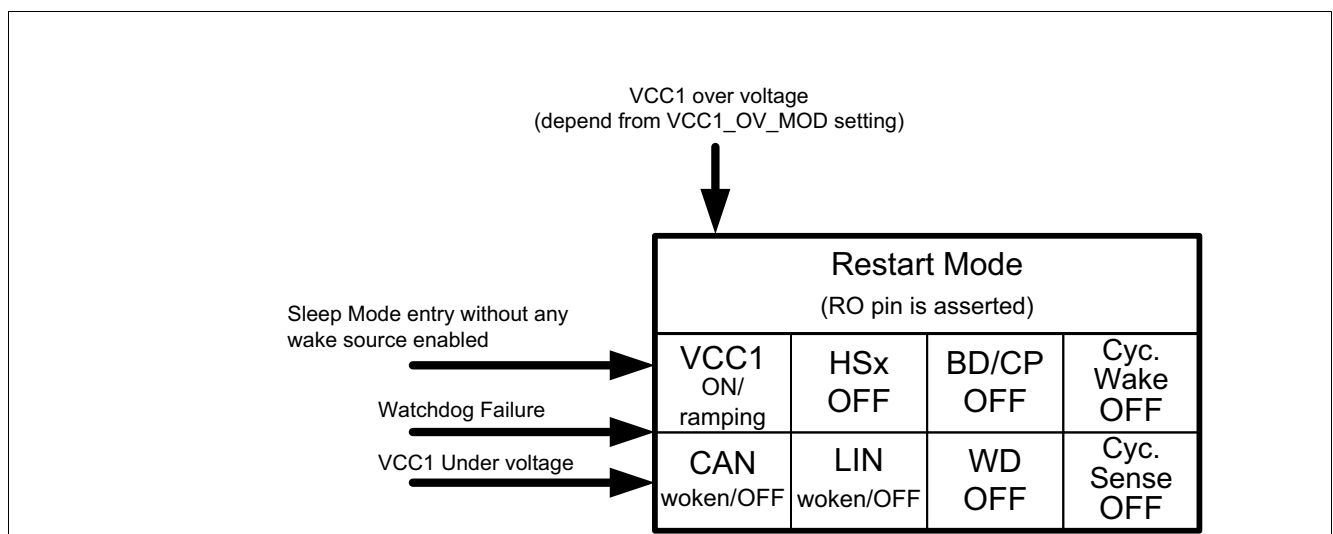 VCC1 over voltage
(depend from VCC1_OV_MOD setting)
Restart Mode
(RO pin is asserted)
Sleep Mode entry without any
wake source enabled
Watchdog Failure
VCC1 Under voltage
VCC1
ON/
ramping
HSx
OFF
BD/CP
OFF
Cyc.
Wake
OFF
CAN
woken/OFF
LIN
woken/OFF
WD
OFF
Cyc.
Sense
OFF